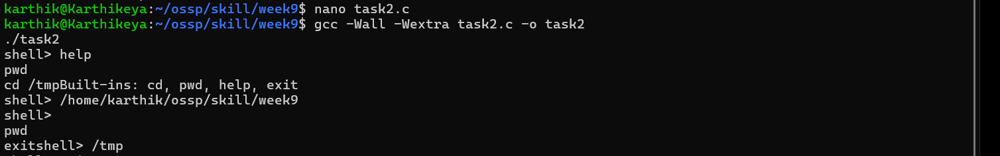 karthik@Karthikeya:~/ossp/skill/week9$ nano task2.c
karthik@Karthikeya:~/ossp/skill/week9$ gcc -Wall -Wextra task2.c -o task2
./task2
shell> help
pwd
cd /tmpBuilt-ins: cd, pwd, help, exit
shell> /home/karthik/ossp/skill/week9
shell>
pwd
exitshell> /tmp